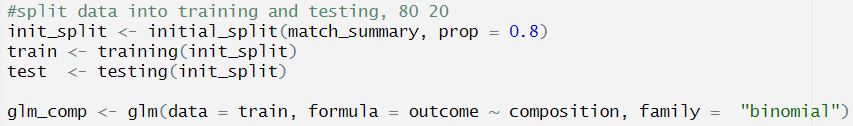 #split data into training and testing, 80 20
init_split <- initial_split(match_summary, prop = 0.8)
train <- training(init_split)
test  <- testing(init_split)
glm_comp <- glm(data = train, formula = outcome ~ composition, family =  "binomial")